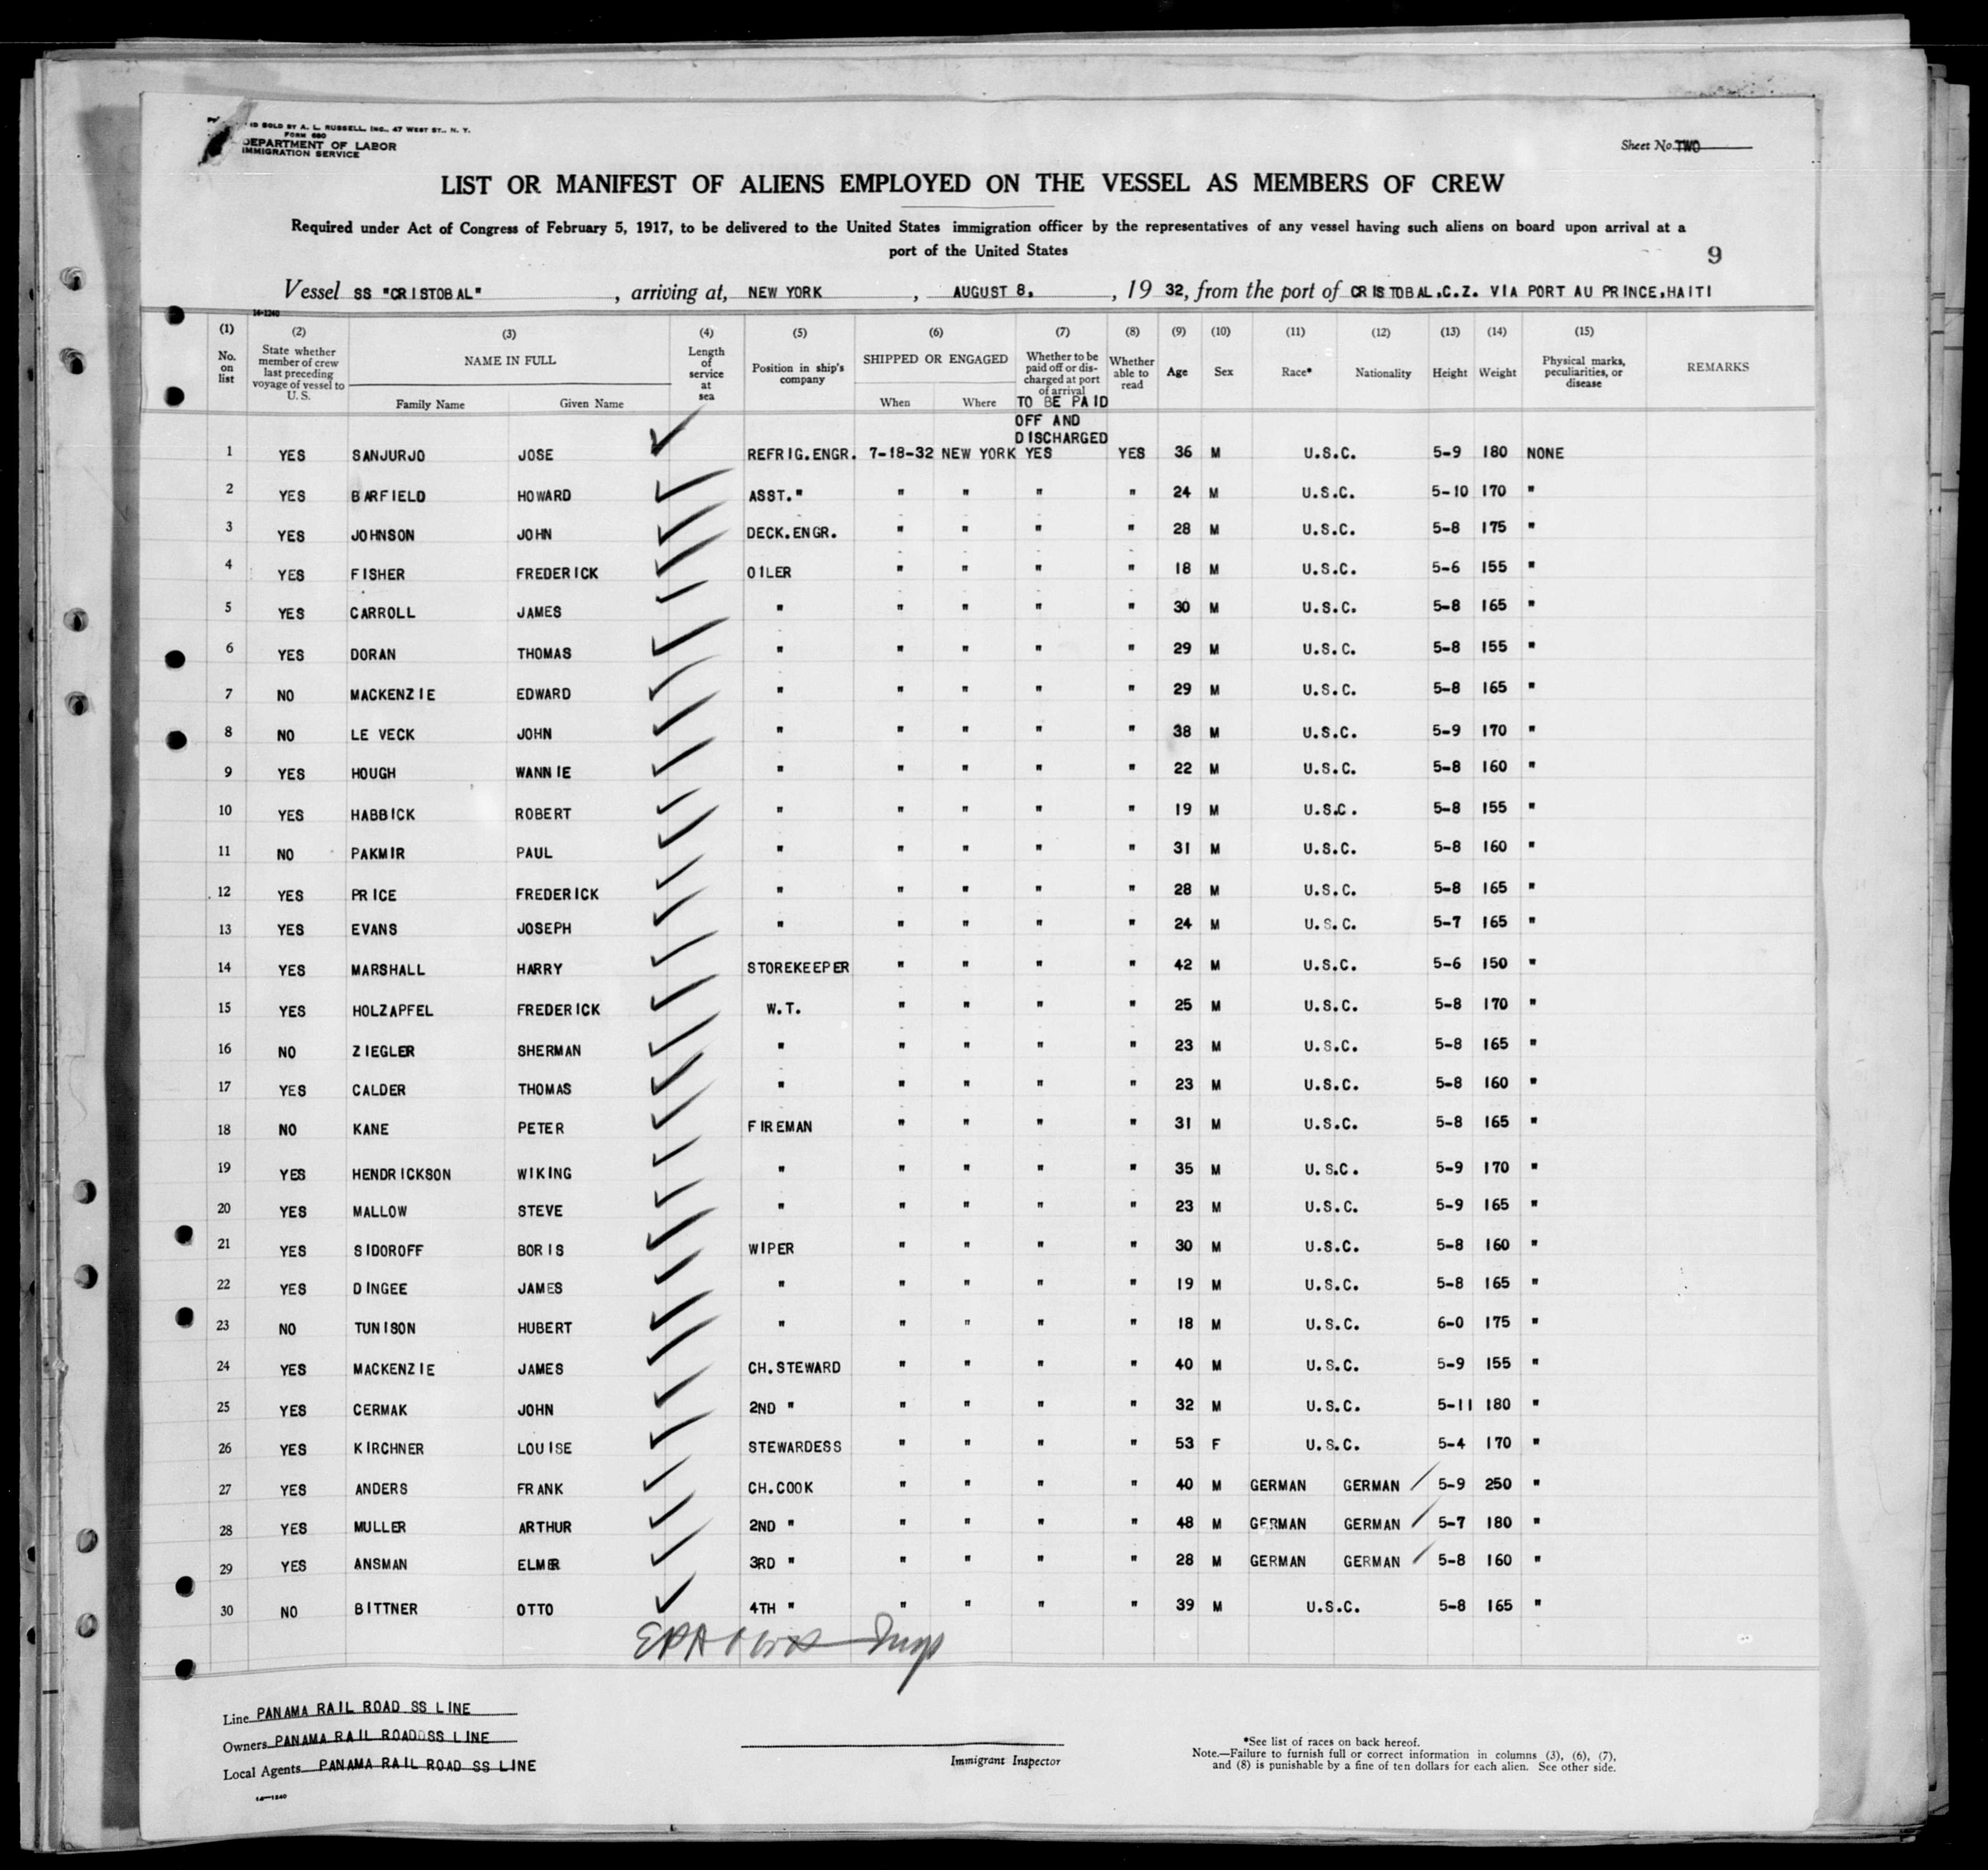 ID SOLD BY A. L. RUSSELL, INC., 47 WEST ST., N. Y.
FORM 680
DEPARTMENT OF LABOR
IMMIGRATION SERVICE
Sheet No. TWO
LIST OR MANIFEST OF ALIENS EMPLOYED ON THE VESSEL AS MEMBERS OF CREW
Required under Act of Congress of February 5, 1917, to be delivered to the United States immigration officer by the representatives of any vessel having such aliens on board upon arrival at a
port of the United States
9
Vessel SS "CRISTOBAL", arriving at, NEW YORK, AUGUST 8, , 19 32, from the port of CRISTOBAL.C.Z. VIA PORT AU PRINCE,HAITI
14-1240
(1) (2) (3) (4) (5) (6) (7) (8) (9) (10) (11) (12) (13) (14) (15)
No. on list State whether member of crew last preceding voyage of vessel to U. S. NAME IN FULL Family Name Given Name Length of service at sea Position in ship's company SHIPPED OR ENGAGED When Where Whether to be paid off or discharged at port of arrival Whether able to read Age Sex Race* Nationality Height Weight Physical marks, peculiarities, or disease REMARKS
TO BE PAID
OFF AND
DISCHARGED
1 YES SANJURJO JOSE REFRIG.ENGR. 7-18-32 NEW YORK YES YES 36 M U.S.C. 5-9 180 NONE
2 YES BARFIELD HOWARD ASST." " " " " 24 M U.S.C. 5-10 170 "
3 YES JOHNSON JOHN DECK.ENGR. " " " " 28 M U.S.C. 5-8 175 "
4 YES FISHER FREDERICK OILER " " " " 18 M U.S.C. 5-6 155 "
5 YES CARROLL JAMES " " " " " 30 M U.S.C. 5-8 165 "
6 YES DORAN THOMAS " " " " " 29 M U.S.C. 5-8 155 "
7 NO MACKENZIE EDWARD " " " " " 29 M U.S.C. 5-8 165 "
8 NO LE VECK JOHN " " " " " 38 M U.S.C. 5-9 170 "
9 YES HOUGH WANNIE " " " " " 22 M U.S.C. 5-8 160 "
10 YES HABBICK ROBERT " " " " " 19 M U.S.C. 5-8 155 "
11 NO PAKMIR PAUL " " " " " 31 M U.S.C. 5-8 160 "
12 YES PRICE FREDERICK " " " " " 28 M U.S.C. 5-8 165 "
13 YES EVANS JOSEPH " " " " " 24 M U.S.C. 5-7 165 "
14 YES MARSHALL HARRY STOREKEEPER " " " " 42 M U.S.C. 5-6 150 "
15 YES HOLZAPFEL FREDERICK W.T. " " " " 25 M U.S.C. 5-8 170 "
16 NO ZIEGLER SHERMAN " " " " " 23 M U.S.C. 5-8 165 "
17 YES CALDER THOMAS " " " " " 23 M U.S.C. 5-8 160 "
18 NO KANE PETER FIREMAN " " " " 31 M U.S.C. 5-8 165 "
19 YES HENDRICKSON WIKING " " " " " 35 M U.S.C. 5-9 170 "
20 YES MALLOW STEVE " " " " " 23 M U.S.C. 5-9 165 "
21 YES SIDOROFF BORIS WIPER " " " " 30 M U.S.C. 5-8 160 "
22 YES DINGEE JAMES " " " " " 19 M U.S.C. 5-8 165 "
23 NO TUNISON HUBERT " " " " " 18 M U.S.C. 6-0 175 "
24 YES MACKENZIE JAMES CH.STEWARD " " " " 40 M U.S.C. 5-9 155 "
25 YES CERMAK JOHN 2ND " " " " " 32 M U.S.C. 5-11 180 "
26 YES KIRCHNER LOUISE STEWARDESS " " " " 53 F U.S.C. 5-4 170 "
27 YES ANDERS FRANK CH.COOK " " " " 40 M GERMAN GERMAN 5-9 250 "
28 YES MULLER ARTHUR 2ND " " " " " 48 M GERMAN GERMAN 5-7 180 "
29 YES ANSMAN ELMER 3RD " " " " " 28 M GERMAN GERMAN 5-8 160 "
30 NO BITTNER OTTO 4TH " " " " " 39 M U.S.C. 5-8 165 "
Line PANAMA RAIL ROAD SS LINE
Owners PANAMA RAIL ROAD SS LINE
Local Agents PANAMA RAIL ROAD SS LINE
14-1240
Immigrant Inspector
*See list of races on back hereof.
Note.—Failure to furnish full or correct information in columns (3), (6), (7),
and (8) is punishable by a fine of ten dollars for each alien. See other side.